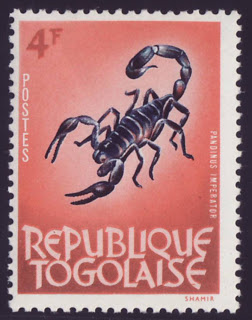 4F
POSTES
PANDINUS IMPERATOR
REPUBLIQUE
TOGOLAISE
SHAMIR